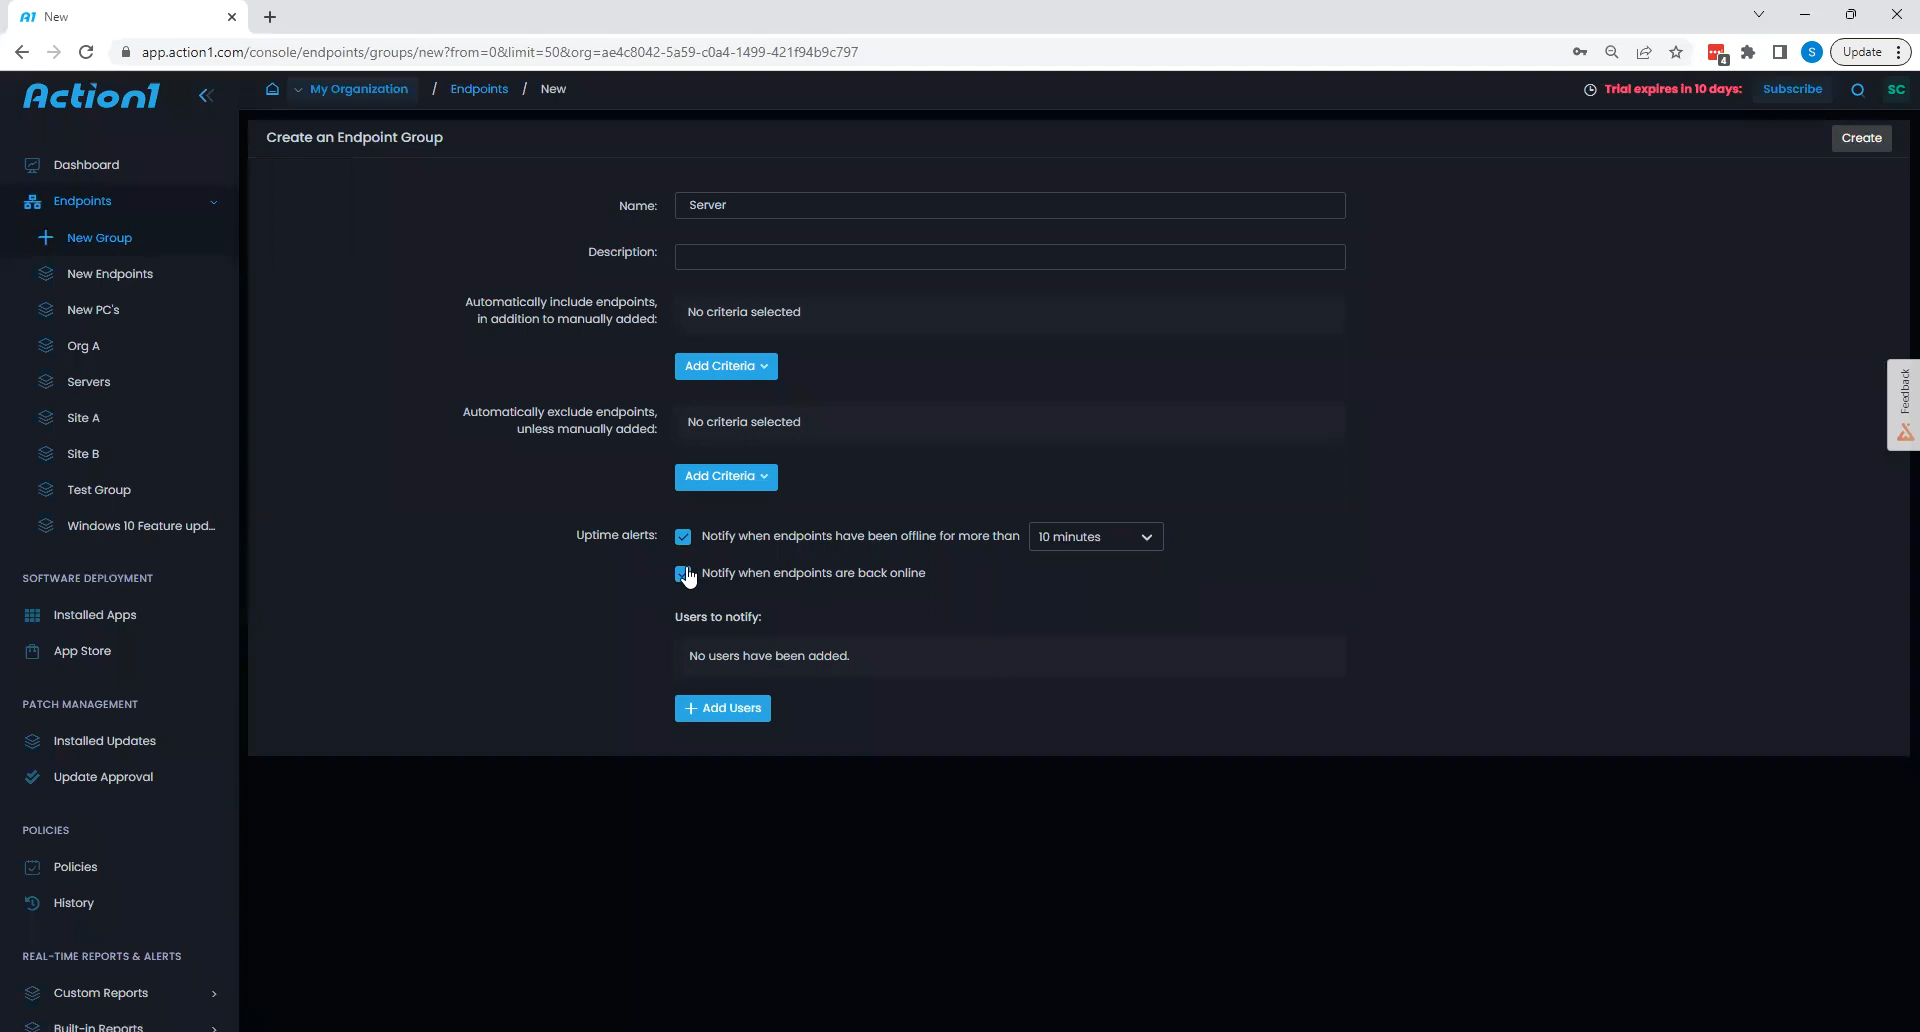 A1 New
app.action1.com/console/endpoints/groups/new?from=0&limit=50&org=ae4c8042-5a59-c0a4-1499-421f94b9c797
4
S
Update
Action1
My Organization / Endpoints / New
Trial expires in 10 days:
Subscribe
SC
Dashboard
Endpoints
New Group
New Endpoints
New PC's
Org A
Servers
Site A
Site B
Test Group
Windows 10 Feature upd...
SOFTWARE DEPLOYMENT
Installed Apps
App Store
PATCH MANAGEMENT
Installed Updates
Update Approval
POLICIES
Policies
History
REAL-TIME REPORTS & ALERTS
Custom Reports
Built-in Reports
Create an Endpoint Group
Create
Name: Server
Description:
Automatically include endpoints,
in addition to manually added:
No criteria selected
Add Criteria
Automatically exclude endpoints,
unless manually added:
No criteria selected
Add Criteria
Uptime alerts: Notify when endpoints have been offline for more than 10 minutes
Notify when endpoints are back online
Users to notify:
No users have been added.
+ Add Users
Feedback